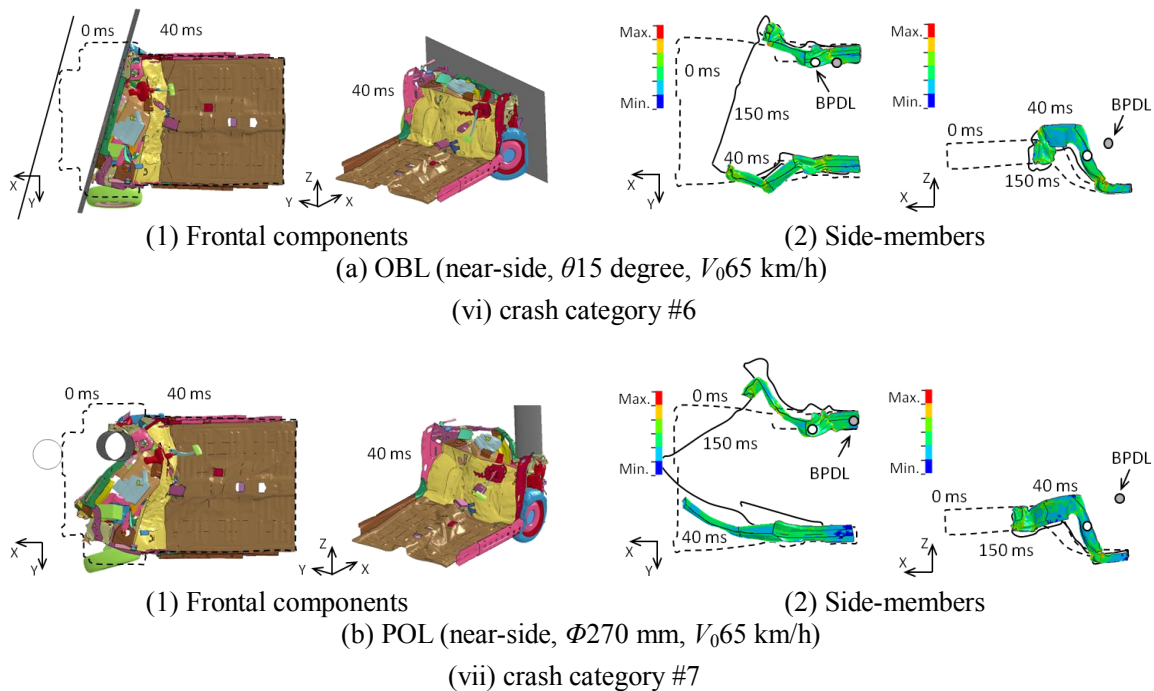 0 ms 40 ms
X
Y
40 ms
Z
Y X
Max.
Min.
0 ms
BPDL
150 ms
40 ms
X
Y
Max.
Min.
40 ms
BPDL
0 ms
150 ms
Z
X
(1) Frontal components (2) Side-members
(a) OBL (near-side, θ15 degree, V₀65 km/h)
(vi) crash category #6
0 ms 40 ms
X
Y
40 ms
Z
Y X
Max.
Min.
0 ms
150 ms
BPDL
40 ms
X
Y
Max.
Min.
BPDL
40 ms
0 ms
150 ms
Z
X
(1) Frontal components (2) Side-members
(b) POL (near-side, Φ270 mm, V₀65 km/h)
(vii) crash category #7